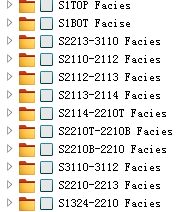 S1TOP Facies
S1BOT Facise
S2213-3110 Facies
S2110-2112 Facies
S2112-2113 Facies
S2113-2114 Facies
S2114-2210T Facies
S2210T-2210B Facies
S2210B-2210 Facies
S3110-3112 Facies
S2210-2213 Facies
S1324-2210 Facies